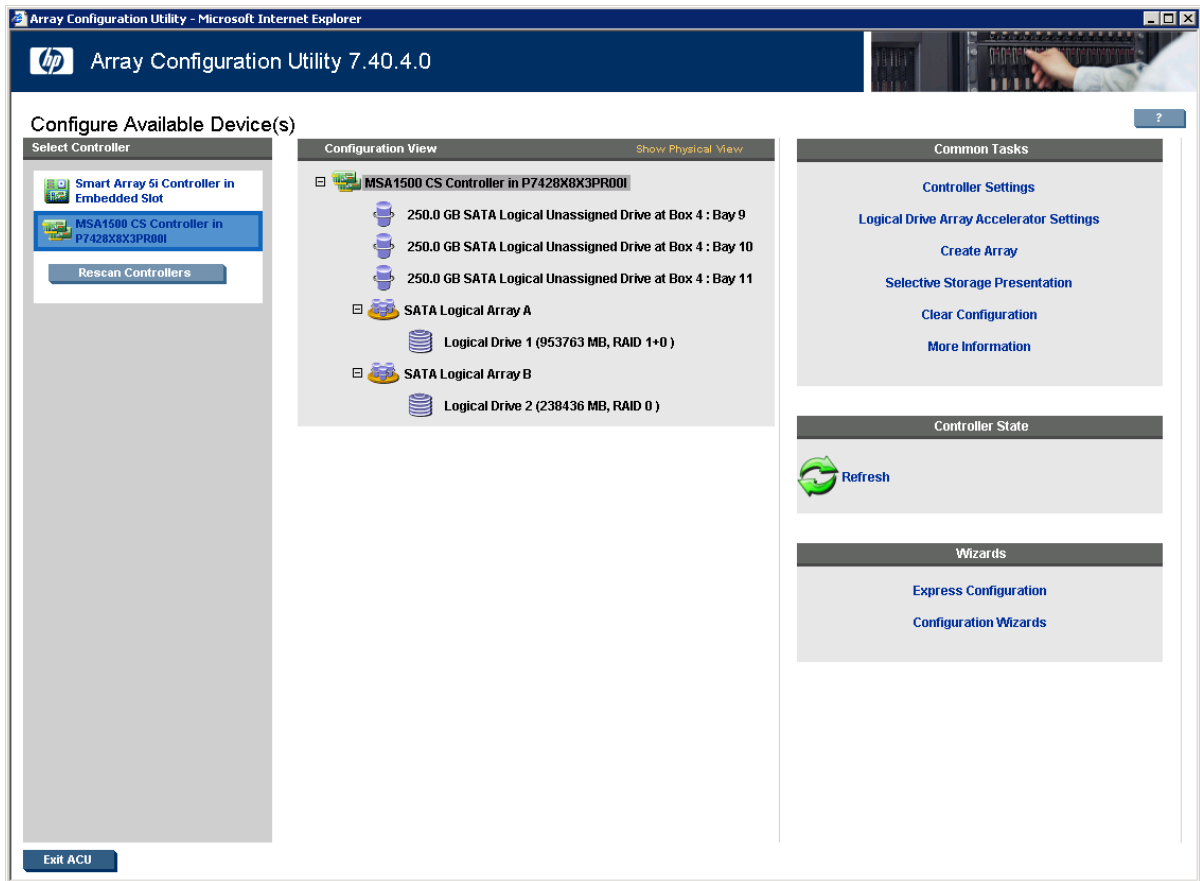 Array Configuration Utility - Microsoft Internet Explorer
hp
Array Configuration Utility 7.40.4.0
Configure Available Device(s)
?
Select Controller
Smart Array 5i Controller in
Embedded Slot
MSA1500 CS Controller in
P7428X8X3PR00I
Rescan Controllers
Configuration View
Show Physical View
MSA1500 CS Controller in P7428X8X3PR00I
250.0 GB SATA Logical Unassigned Drive at Box 4 : Bay 9
250.0 GB SATA Logical Unassigned Drive at Box 4 : Bay 10
250.0 GB SATA Logical Unassigned Drive at Box 4 : Bay 11
SATA Logical Array A
Logical Drive 1 (953763 MB, RAID 1+0 )
SATA Logical Array B
Logical Drive 2 (238436 MB, RAID 0 )
Common Tasks
Controller Settings
Logical Drive Array Accelerator Settings
Create Array
Selective Storage Presentation
Clear Configuration
More Information
Controller State
Refresh
Wizards
Express Configuration
Configuration Wizards
Exit ACU